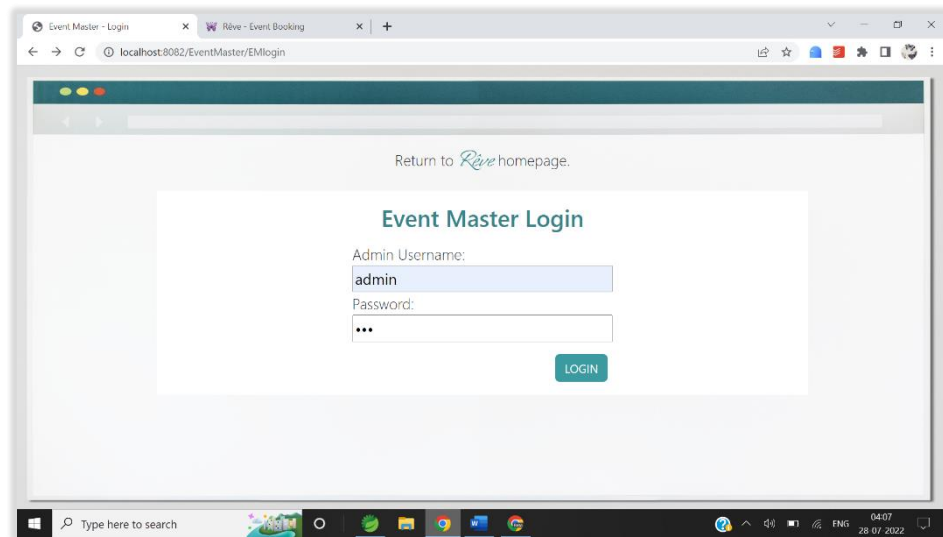 Event Master - Login
Rêve - Event Booking
localhost:8082/EventMaster/EMlogin
Return to Rêve homepage.
Event Master Login
Admin Username:
admin
Password:
•••
LOGIN
Type here to search
ENG
04:07
28-07-2022